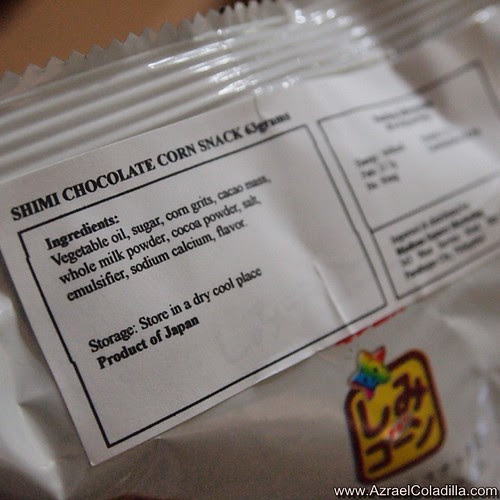 SHIMI CHOCOLATE CORN SNACK 63grams
Ingredients:
Vegetable oil, sugar, corn grits, cacao mass,
whole milk powder, cocoa powder, salt,
emulsifier, sodium calcium, flavor.
Storage: Store in a dry cool place
Product of Japan
しみ
コーン
www.AzraelColadilla.com